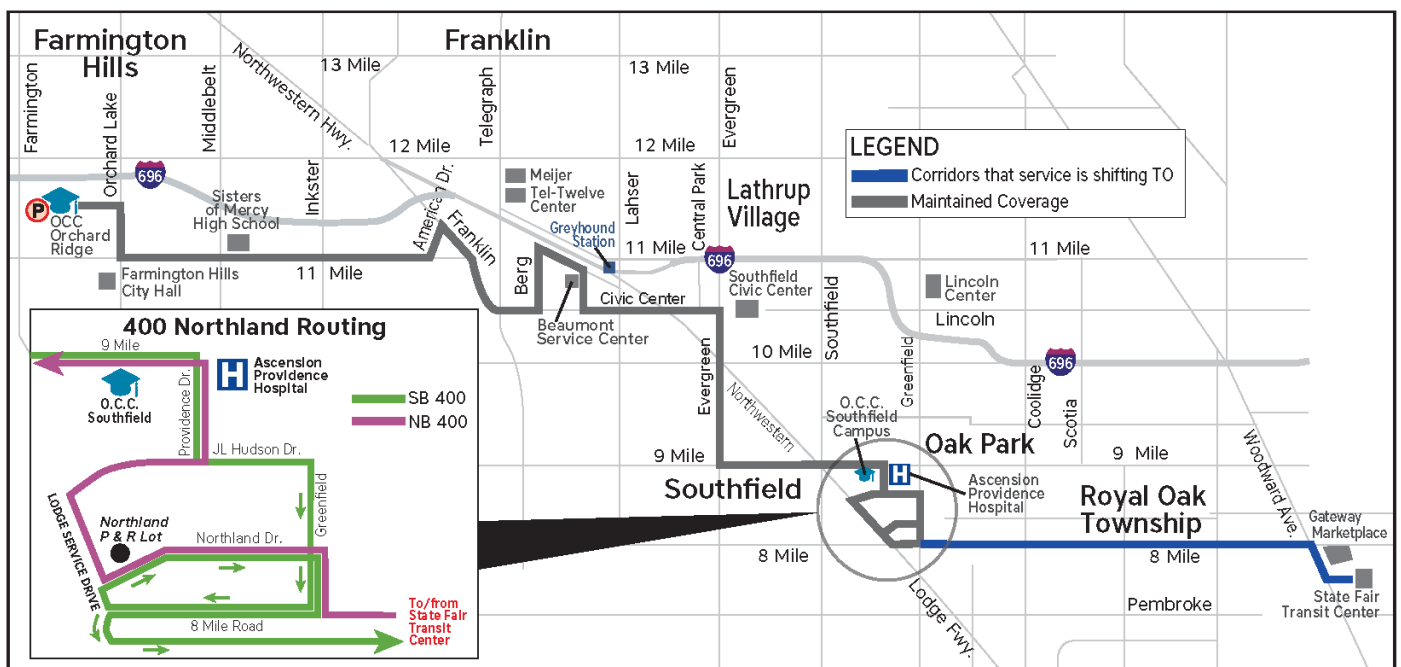 Farmington
Hills
Franklin
Farmington
Orchard Lake
Middlebelt
Inkster
Northwestern Hwy.
13 Mile
Telegraph
13 Mile
Lahser
Evergreen
12 Mile
12 Mile
American Dr.
Franklin
Central Park
696
P
OCC
Orchard
Ridge
Sisters
of Mercy
High School
Meijer
Tel-Twelve
Center
Greyhound
Station
Lathrup
Village
LEGEND
Corridors that service is shifting TO
Maintained Coverage
11 Mile
Farmington Hills
City Hall
Berg
11 Mile
696
11 Mile
Civic Center
Beaumont
Service Center
Southfield
Civic Center
Southfield
Greenfield
Lincoln
Center
Lincoln
10 Mile
696
Coolidge
Scotia
Evergreen
Northwestern
O.C.C.
Southfield
Campus
Oak Park
9 Mile
9 Mile
Woodward Ave.
Southfield
H
Ascension
Providence
Hospital
Royal Oak
Township
Gateway
Marketplace
8 Mile
8 Mile
Lodge Fwy.
Pembroke
State Fair
Transit Center
400 Northland Routing
9 Mile
O.C.C.
Southfield
Providence Dr.
H
Ascension
Providence
Hospital
SB 400
NB 400
JL Hudson Dr.
Greenfield
LODGE SERVICE DRIVE
Northland
P & R Lot
Northland Dr.
8 Mile Road
To/from
State Fair
Transit
Center